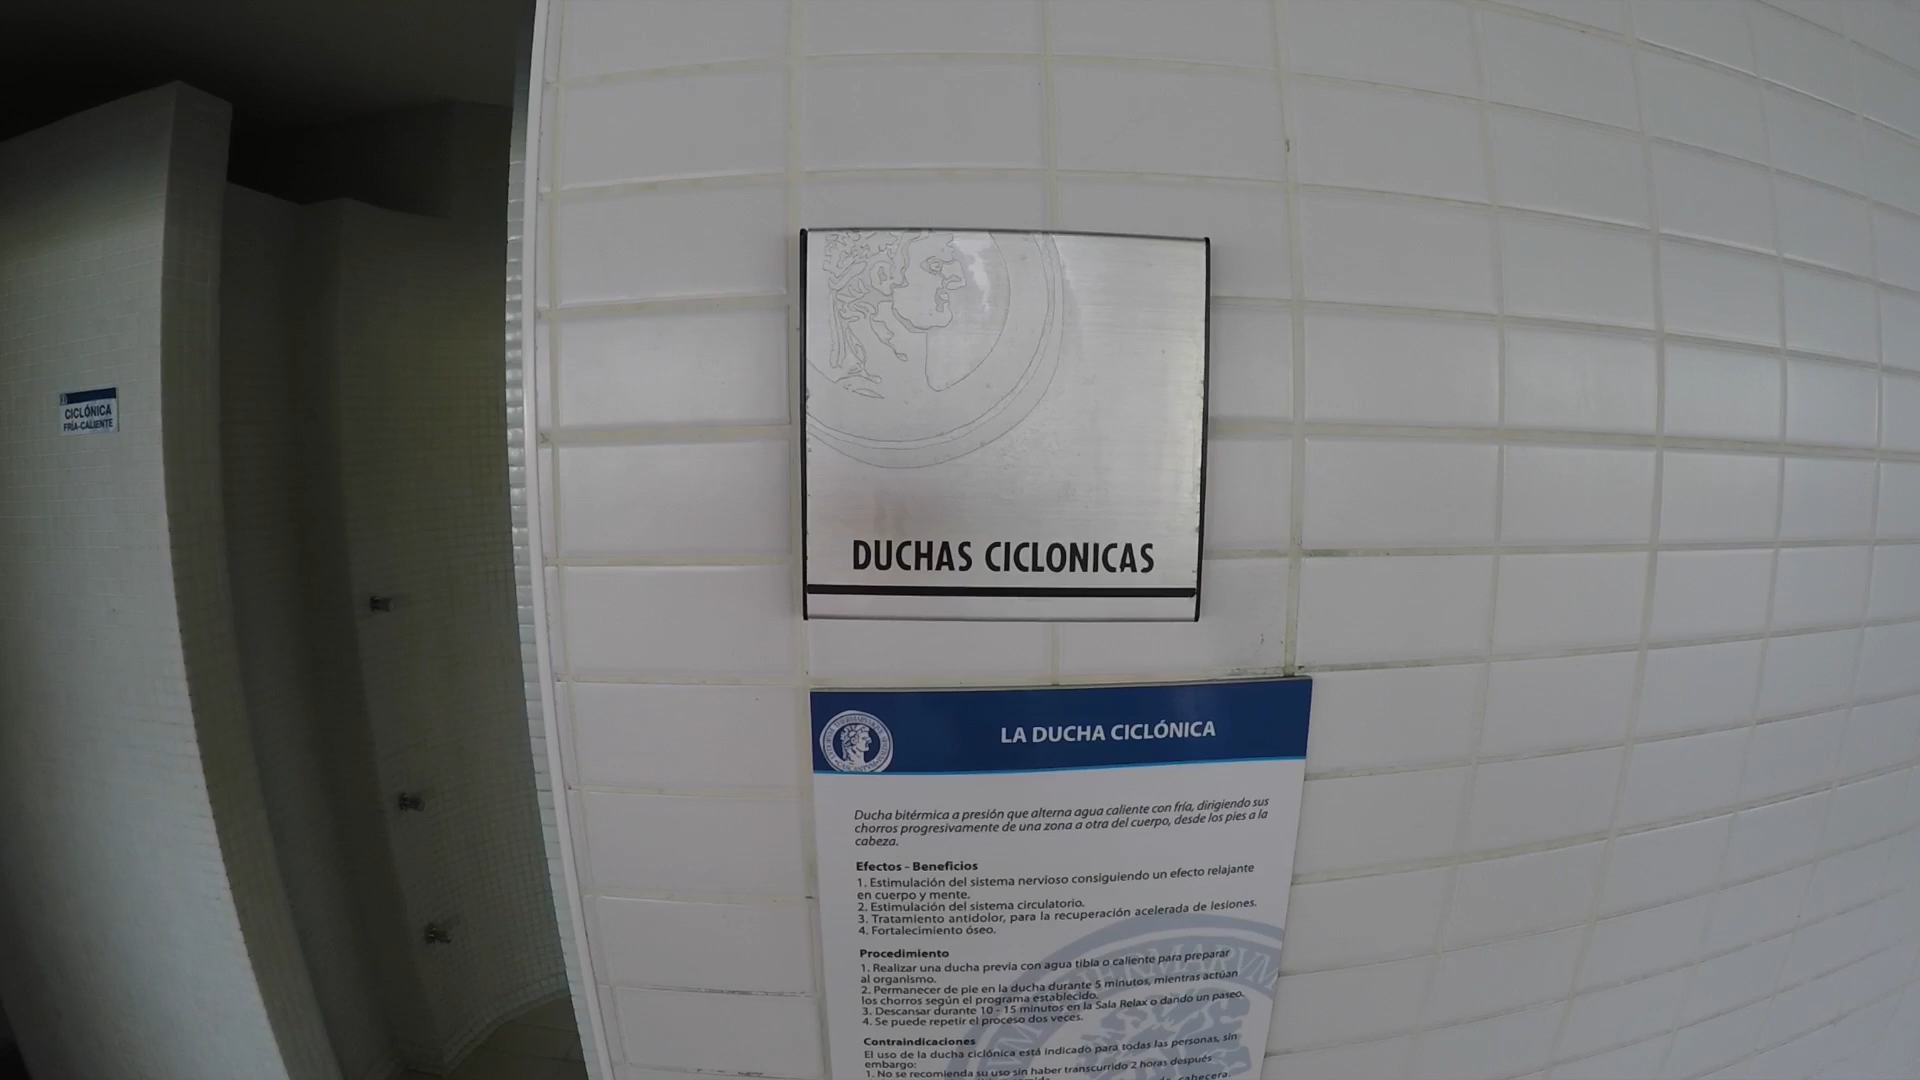 CICLÓNICA
FRÍA-CALIENTE
DUCHAS CICLONICAS
LA DUCHA CICLÓNICA
Ducha bitérmica a presión que alterna agua caliente con fría, dirigiendo sus
chorros progresivamente de una zona a otra del cuerpo, desde los pies a la
cabeza.
Efectos - Beneficios
1. Estimulación del sistema nervioso consiguiendo un efecto relajante
en cuerpo y mente.
2. Estimulación del sistema circulatorio.
3. Tratamiento antidolor, para la recuperación acelerada de lesiones.
4. Fortalecimiento óseo.
Procedimiento
1. Realizar una ducha previa con agua tibia o caliente para preparar
al organismo.
2. Permanecer de pie en la ducha durante 5 minutos, mientras actúan
los chorros según el programa establecido.
3. Descansar durante 10 - 15 minutos en la Sala Relax o dando un paseo.
4. Se puede repetir el proceso dos veces.
Contraindicaciones
El uso de la ducha ciclónica está indicado para todas las personas, sin
embargo:
1. No se recomienda su uso sin haber transcurrido 2 horas después
cabecera.